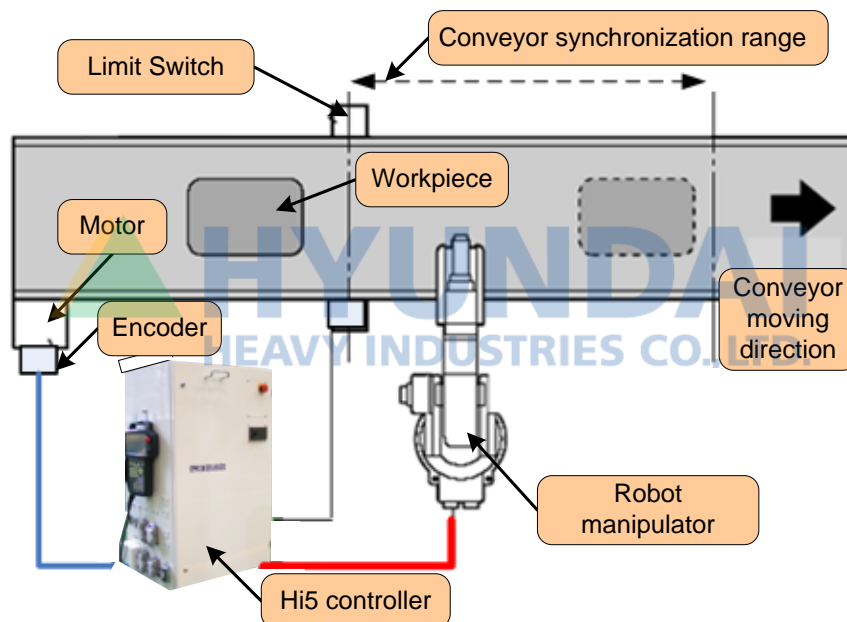 Conveyor synchronization range
Limit Switch
Workpiece
Motor
HYUNDAI
HEAVY INDUSTRIES CO.,LTD.
Encoder
Conveyor
moving
direction
Robot
manipulator
Hi5 controller